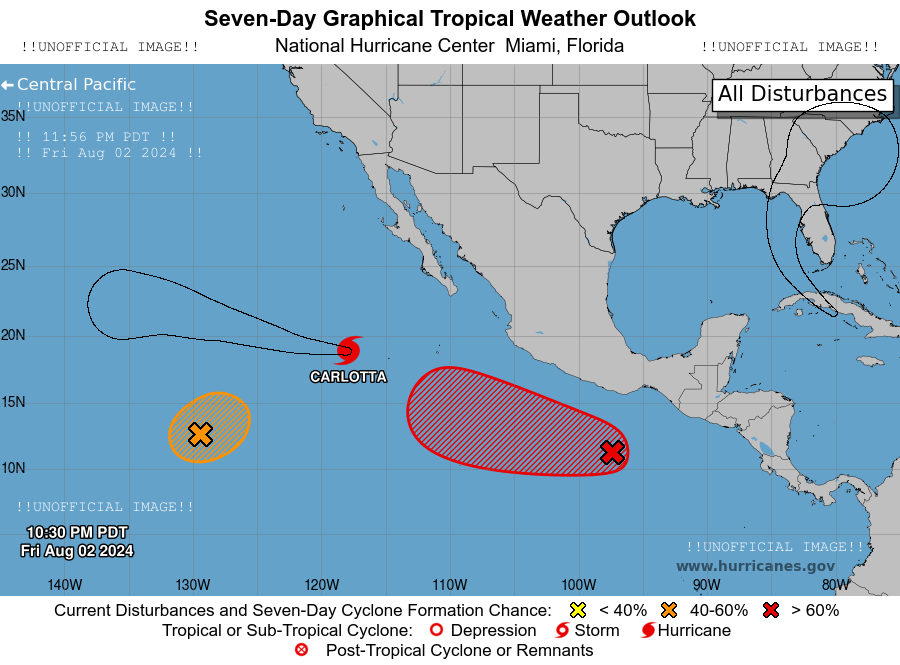 Seven-Day Graphical Tropical Weather Outlook
!!UNOFFICIAL IMAGE!! National Hurricane Center Miami, Florida !!UNOFFICIAL IMAGE!!
Central Pacific
All Disturbances
!!UNOFFICIAL IMAGE!!
35N
!! 11:56 PM PDT !!
!! Fri Aug 02 2024 !!
30N
25N
20N
CARLOTTA
15N
10N
!!UNOFFICIAL IMAGE!!
10:30 PM PDT
Fri Aug 02 2024
!!UNOFFICIAL IMAGE!!
www.hurricanes.gov
140W 130W 120W 110W 100W 90W 80W
Current Disturbances and Seven-Day Cyclone Formation Chance: < 40% 40-60% > 60%
Tropical or Sub-Tropical Cyclone: Depression Storm Hurricane
Post-Tropical Cyclone or Remnants